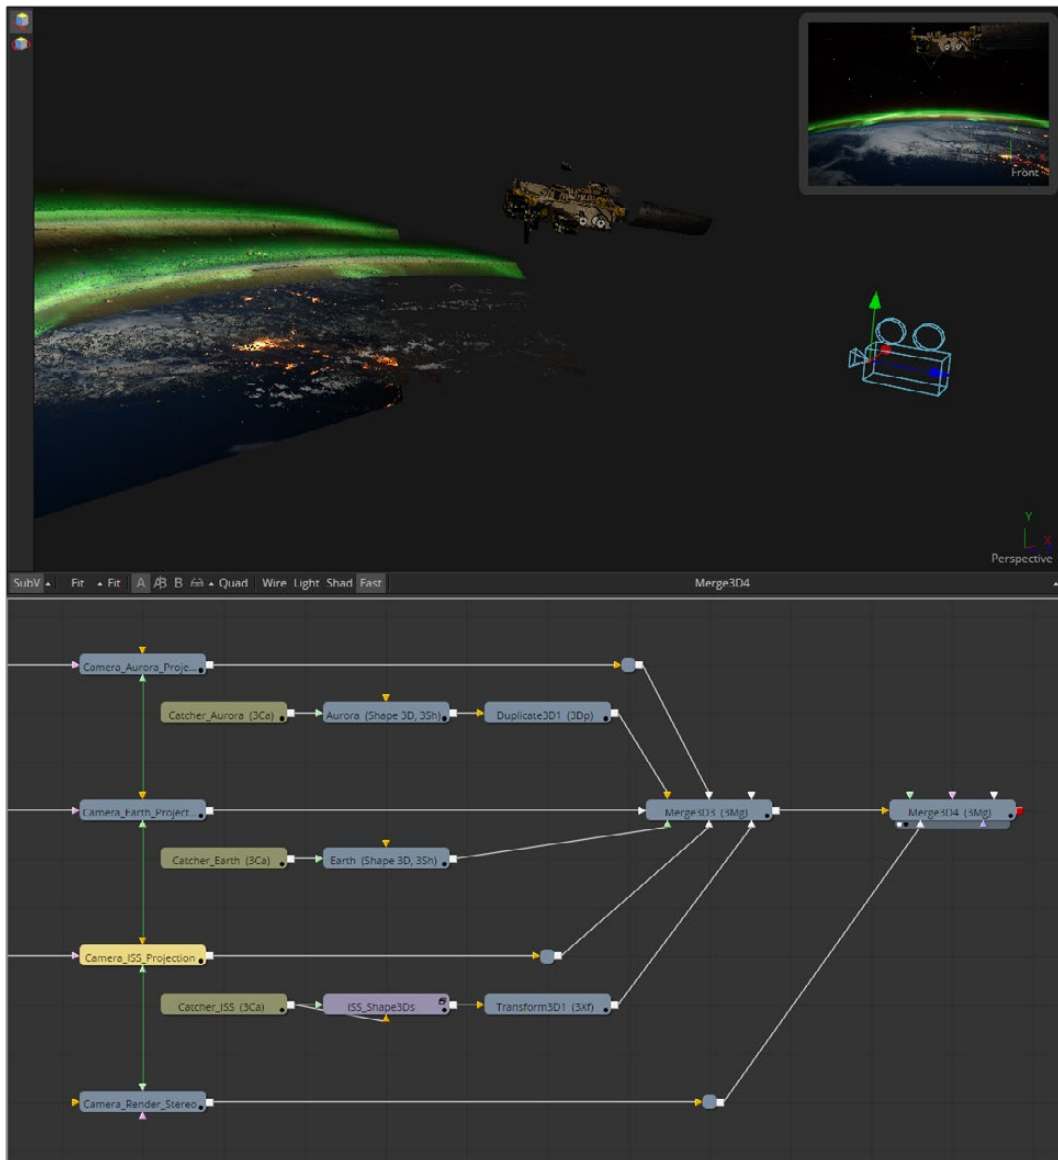 Y
X
Front
Y
X
Perspective
SubV Fit Fit A A|B B Quad Wire Light Shad Fast Merge3D4
Camera_Aurora_Proje...
Catcher_Aurora (3Ca) Aurora (Shape 3D, 3Sh) Duplicate3D1 (3Dp)
Camera_Earth_Project... Merge3D3 (3Mg) Merge3D4 (3Mg)
Catcher_Earth (3Ca) Earth (Shape 3D, 3Sh)
Camera_ISS_Projection
Catcher_ISS (3Ca) ISS_Shape3Ds Transform3D1 (3Xf)
Camera_Render_Stereo